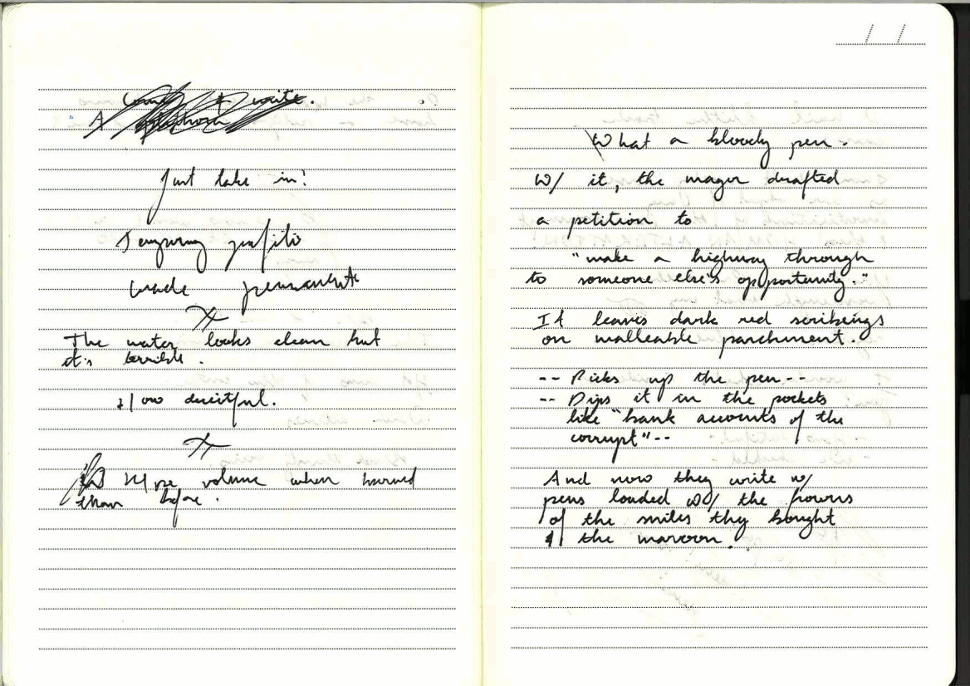 to write.
A
Just take in!
Temporary graffiti
made permanent
The water looks clean but
it's terrible.
How deceitful.
More volume when burned
than before.
What a bloody pen.
W/ it, the mayor drafted
a petition to
"make a highway through
to someone else's opportunity."
It leaves dark red scribings
on malleable parchment.
-- Picks up the pen --
-- Dips it in the pockets
like "bank accounts of the
corrupt" --
And now they write w/
pens loaded w/ the frowns
of the smiles they bought
& the maroon.